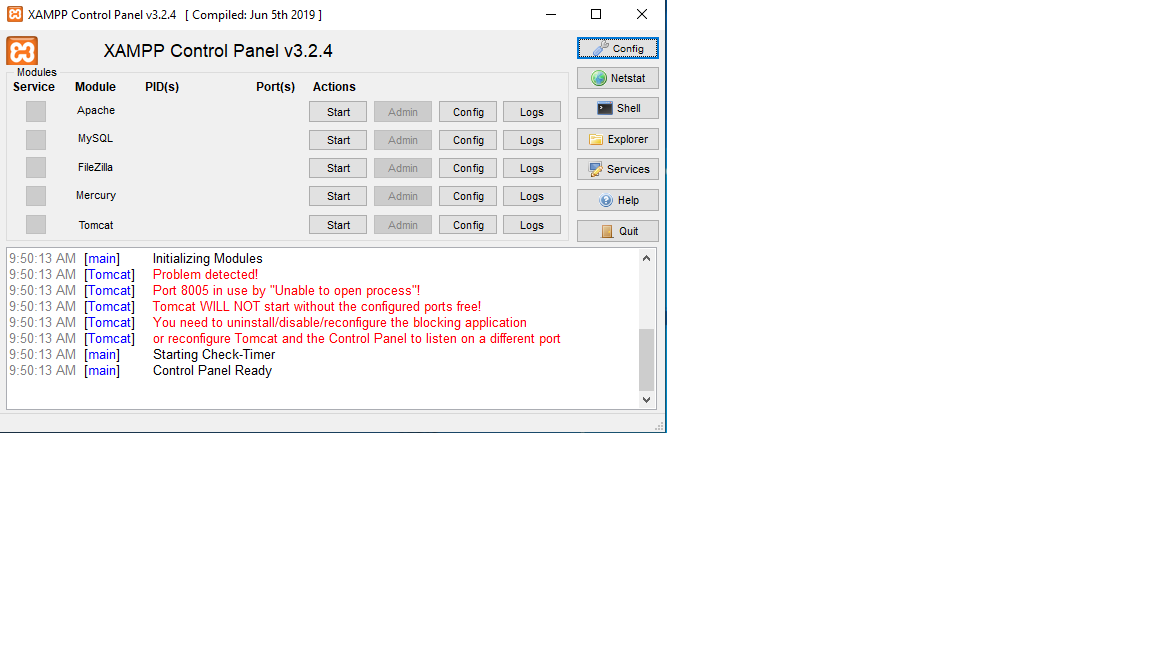 XAMPP Control Panel v3.2.4 [ Compiled: Jun 5th 2019 ]
XAMPP Control Panel v3.2.4
Config
Modules
Netstat
Service Module PID(s) Port(s) Actions
Apache Start Admin Config Logs
Shell
MySQL Start Admin Config Logs
Explorer
FileZilla Start Admin Config Logs
Services
Mercury Start Admin Config Logs
Help
Tomcat Start Admin Config Logs
Quit
9:50:13 AM [main] Initializing Modules
9:50:13 AM [Tomcat] Problem detected!
9:50:13 AM [Tomcat] Port 8005 in use by "Unable to open process"!
9:50:13 AM [Tomcat] Tomcat WILL NOT start without the configured ports free!
9:50:13 AM [Tomcat] You need to uninstall/disable/reconfigure the blocking application
9:50:13 AM [Tomcat] or reconfigure Tomcat and the Control Panel to listen on a different port
9:50:13 AM [main] Starting Check-Timer
9:50:13 AM [main] Control Panel Ready